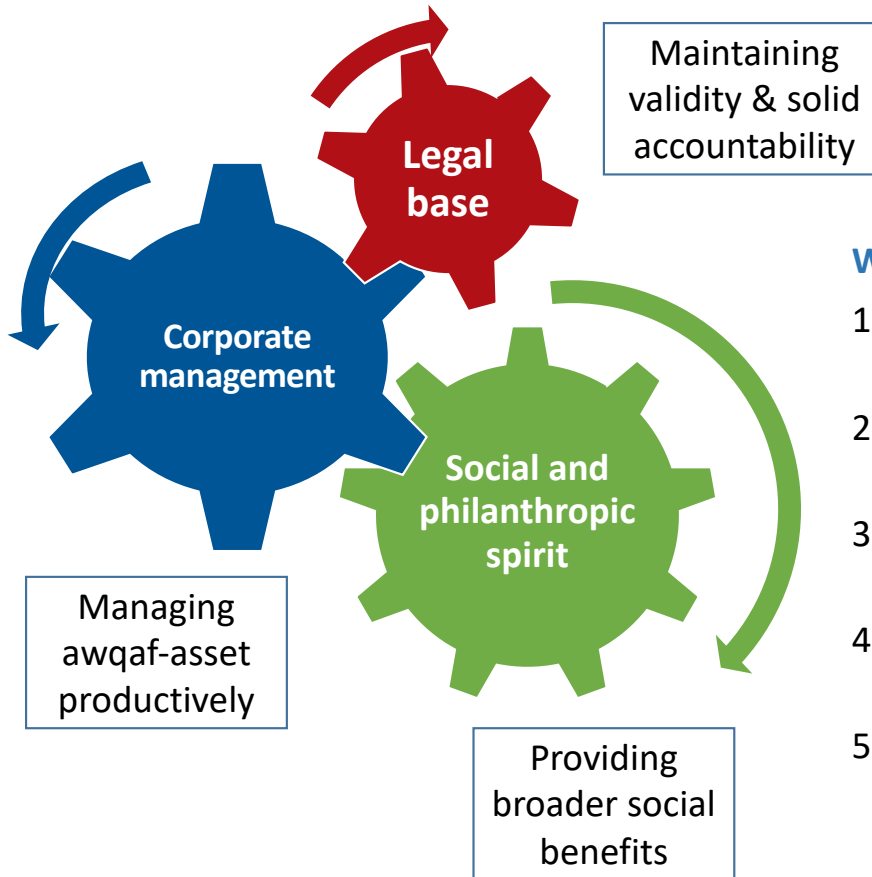 Legal
base
Maintaining
validity & solid
accountability
Corporate
management
Social and
philanthropic
spirit
Managing
awqaf-asset
productively
Providing
broader social
benefits
W
1
2
3
4
5